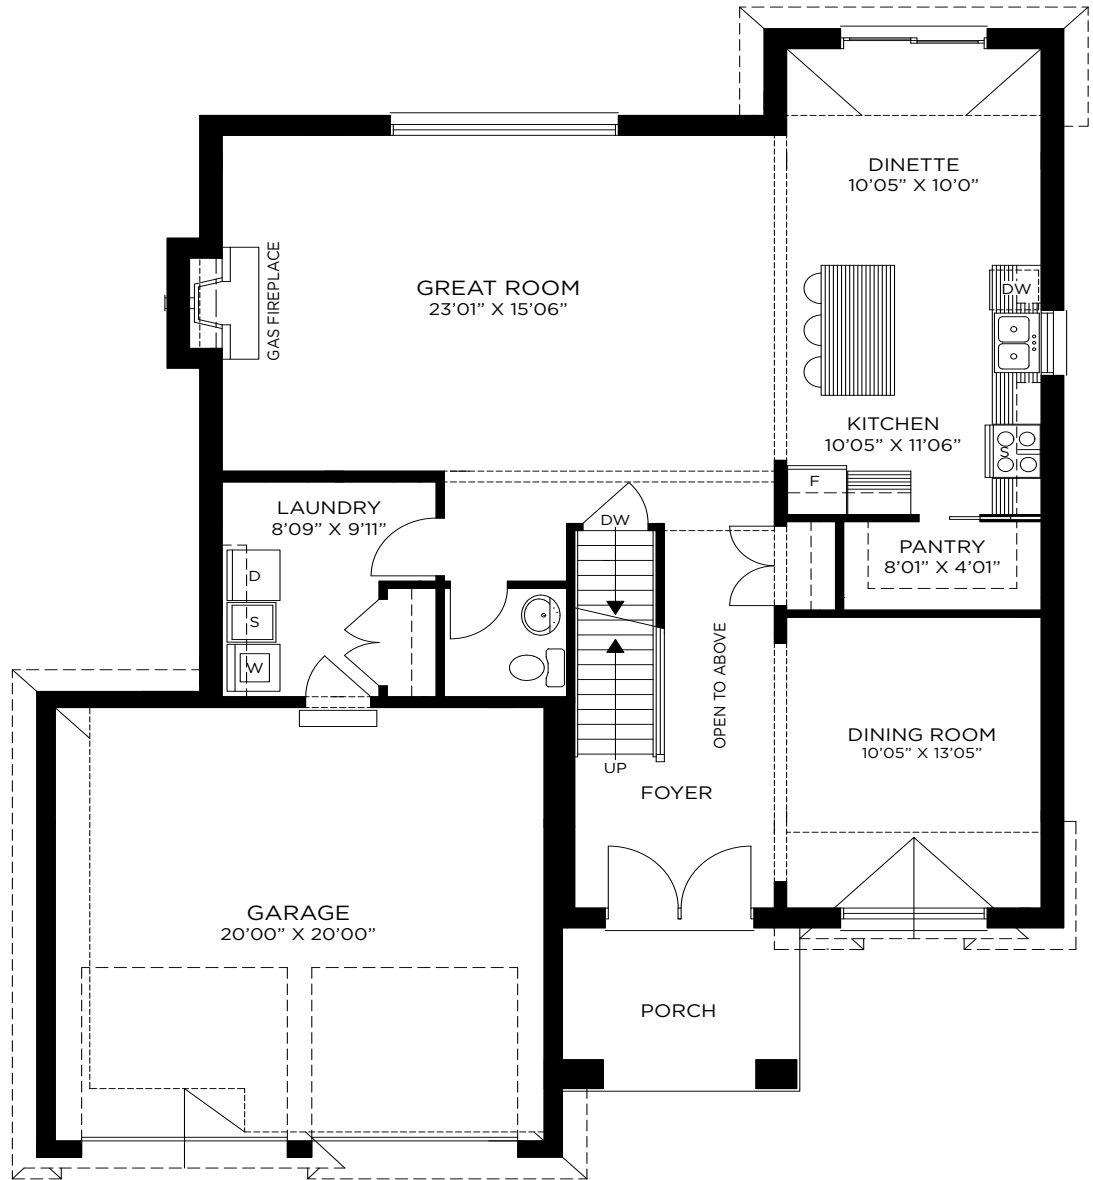 DINETTE
10’05” X 10’0”
GAS FIREPLACE
GREAT ROOM
23’01” X 15’06”
DW
KITCHEN
10’05” X 11’06”
S
F
LAUNDRY
8’09” X 9’11”
DW
PANTRY
8’01” X 4’01”
D
S
W
OPEN TO ABOVE
DINING ROOM
10’05” X 13’05”
UP
FOYER
GARAGE
20’00” X 20’00”
PORCH